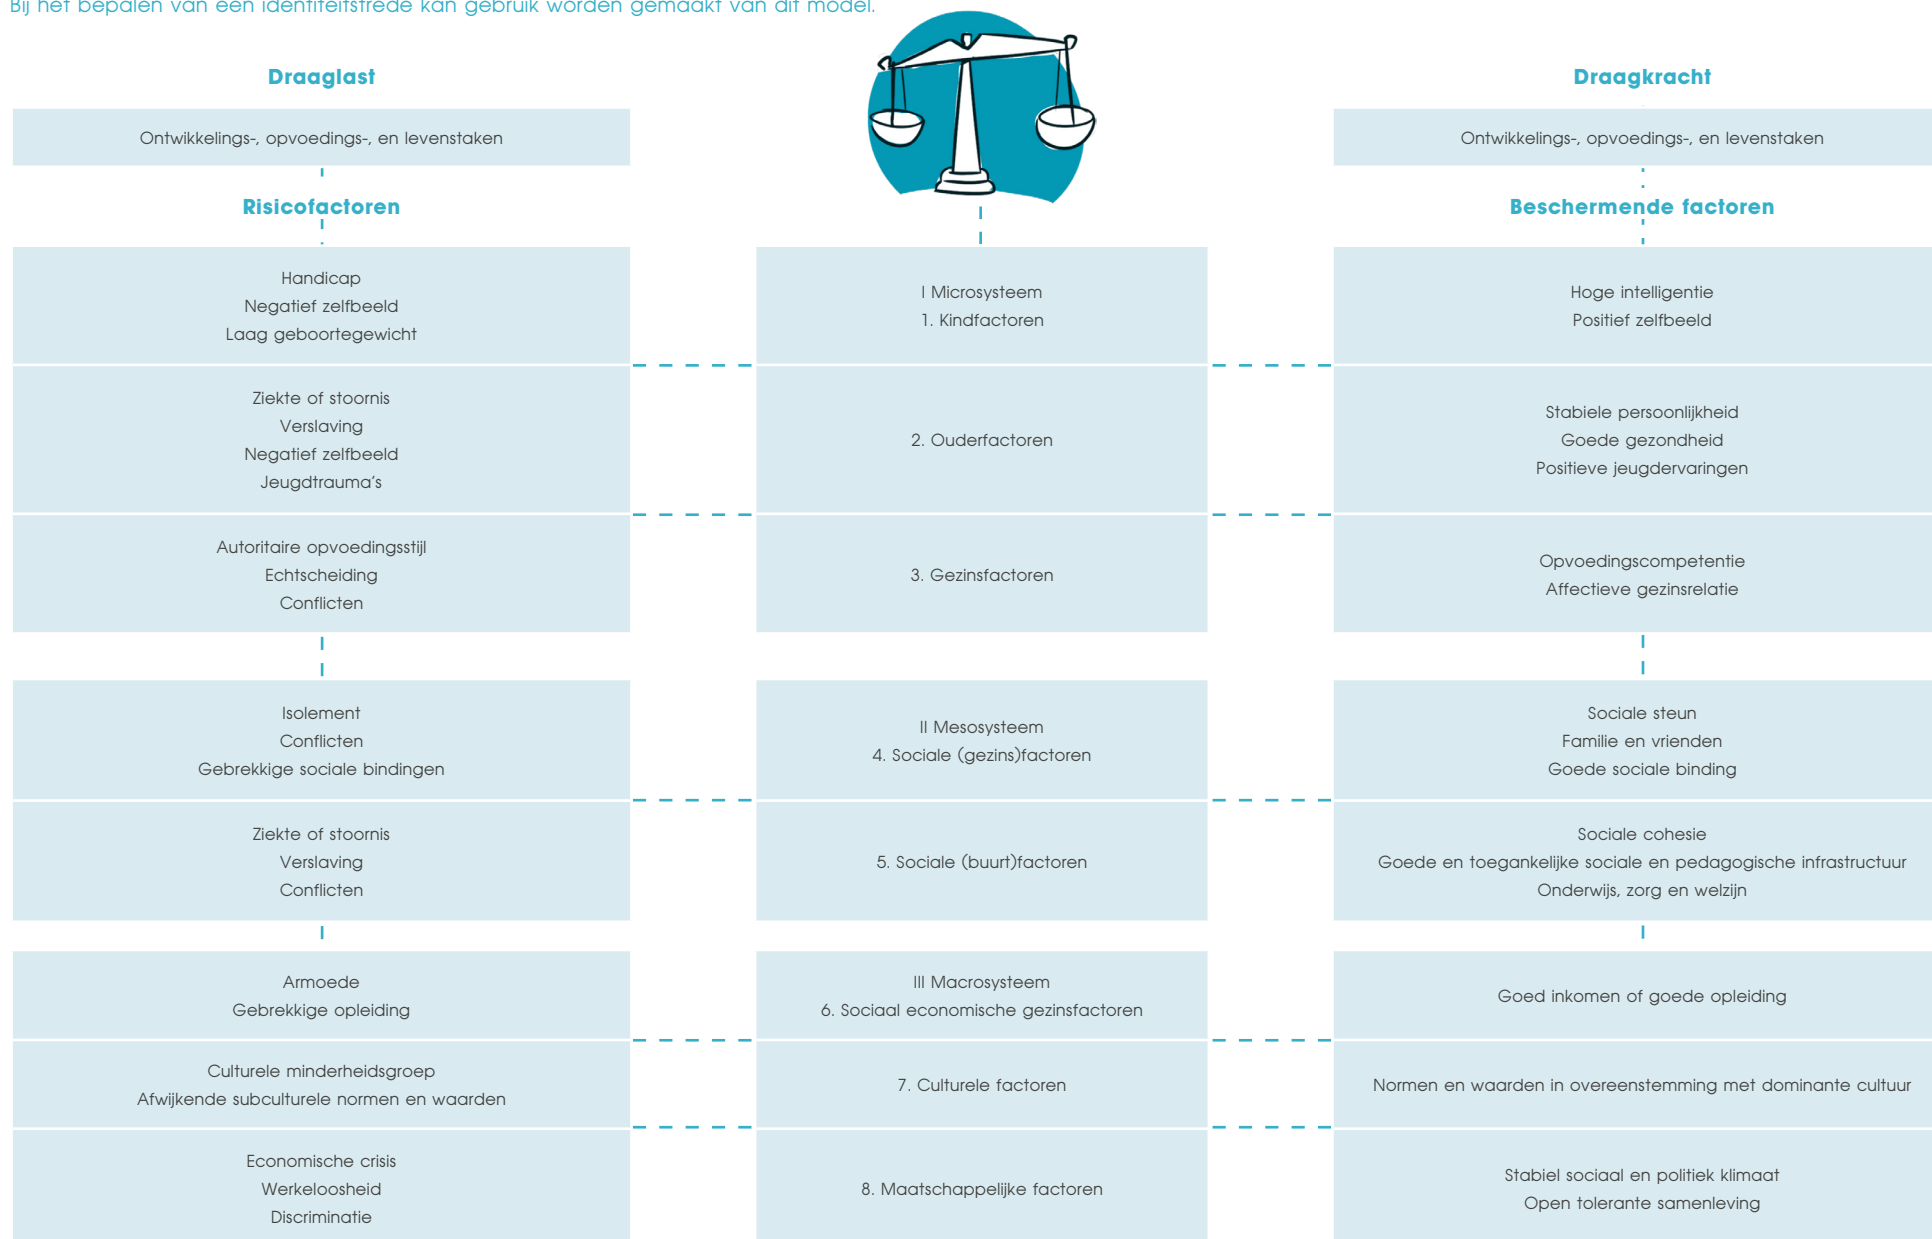 Bij het bepalen van een identiteitstrede kan gebruik worden gemaakt van dit model.
Draaglast
Draagkracht
Ontwikkelings-, opvoedings-, en levenstaken
Ontwikkelings-, opvoedings-, en levenstaken
Risicofactoren
Beschermende factoren
Handicap
Negatief zelfbeeld
Laag geboortegewicht
I Microsysteem
1. Kindfactoren
Hoge intelligentie
Positief zelfbeeld
Ziekte of stoornis
Verslaving
Negatief zelfbeeld
Jeugdtrauma's
2. Ouderfactoren
Stabiele persoonlijkheid
Goede gezondheid
Positieve jeugdervaringen
Autoritaire opvoedingsstijl
Echtscheiding
Conflicten
3. Gezinsfactoren
Opvoedingscompetentie
Affectieve gezinsrelatie
Isolement
Conflicten
Gebrekkige sociale bindingen
II Mesosysteem
4. Sociale (gezins)factoren
Sociale steun
Familie en vrienden
Goede sociale binding
Ziekte of stoornis
Verslaving
Conflicten
5. Sociale (buurt)factoren
Sociale cohesie
Goede en toegankelijke sociale en pedagogische infrastructuur
Onderwijs, zorg en welzijn
Armoede
Gebrekkige opleiding
III Macrosysteem
6. Sociaal economische gezinsfactoren
Goed inkomen of goede opleiding
Culturele minderheidsgroep
Afwijkende subculturele normen en waarden
7. Culturele factoren
Normen en waarden in overeenstemming met dominante cultuur
Economische crisis
Werkeloosheid
Discriminatie
8. Maatschappelijke factoren
Stabiel sociaal en politiek klimaat
Open tolerante samenleving